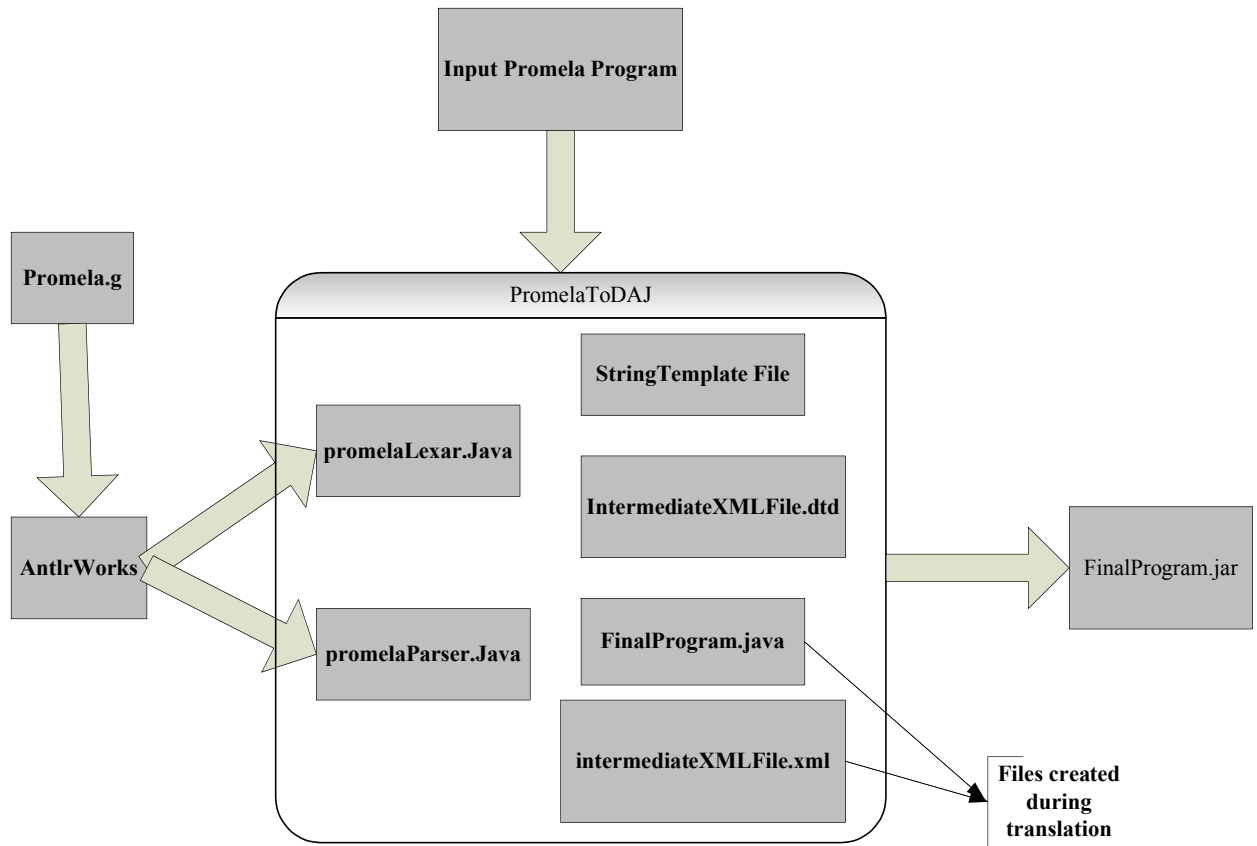 Input Promela Program
Promela.g
PromelaToDAJ
StringTemplate File
promelaLexar.Java
IntermediateXMLFile.dtd
AntlrWorks
FinalProgram.jar
FinalProgram.java
promelaParser.Java
intermediateXMLFile.xml
Files created
during
translation